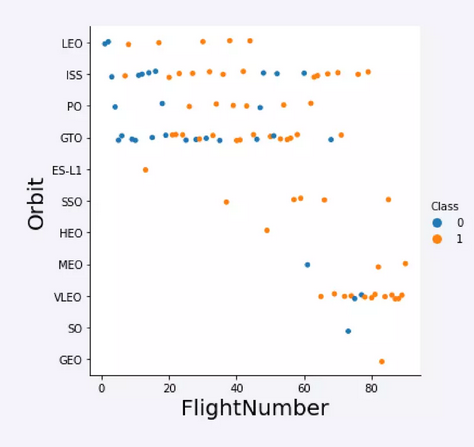 LEO
ISS
PO
GTO
ES-L1
SSO
HEO
MEO
VLEO
SO
GEO
Orbit
0 20 40 60 80
FlightNumber
Class
0
1